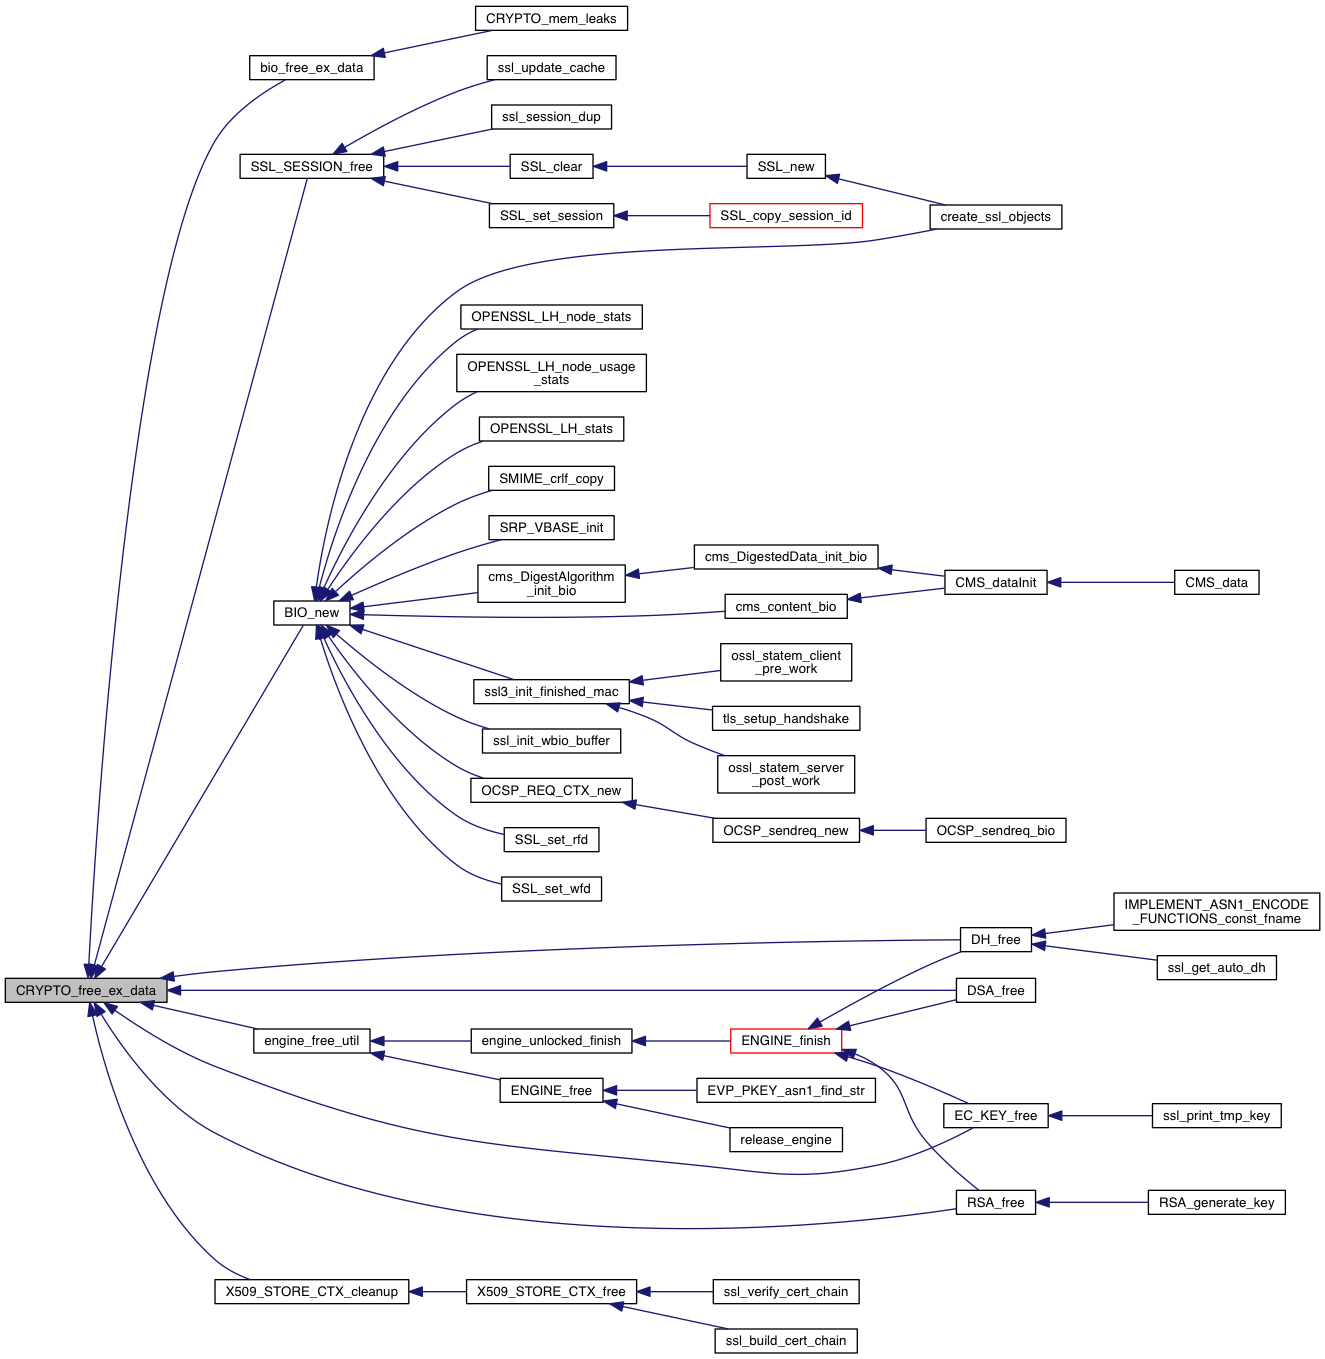 CRYPTO_mem_leaks
bio_free_ex_data
ssl_update_cache
ssl_session_dup
SSL_SESSION_free
SSL_clear
SSL_new
SSL_set_session
SSL_copy_session_id
create_ssl_objects
OPENSSL_LH_node_stats
OPENSSL_LH_node_usage
_stats
OPENSSL_LH_stats
SMIME_crlf_copy
SRP_VBASE_init
cms_DigestedData_init_bio
cms_DigestAlgorithm
_init_bio
CMS_dataInit
CMS_data
BIO_new
cms_content_bio
ossl_statem_client
_pre_work
ssl3_init_finished_mac
tls_setup_handshake
ssl_init_wbio_buffer
ossl_statem_server
_post_work
OCSP_REQ_CTX_new
OCSP_sendreq_new
OCSP_sendreq_bio
SSL_set_rfd
SSL_set_wfd
IMPLEMENT_ASN1_ENCODE
_FUNCTIONS_const_fname
DH_free
ssl_get_auto_dh
CRYPTO_free_ex_data
DSA_free
engine_free_util
engine_unlocked_finish
ENGINE_finish
ENGINE_free
EVP_PKEY_asn1_find_str
EC_KEY_free
ssl_print_tmp_key
release_engine
RSA_free
RSA_generate_key
X509_STORE_CTX_cleanup
X509_STORE_CTX_free
ssl_verify_cert_chain
ssl_build_cert_chain